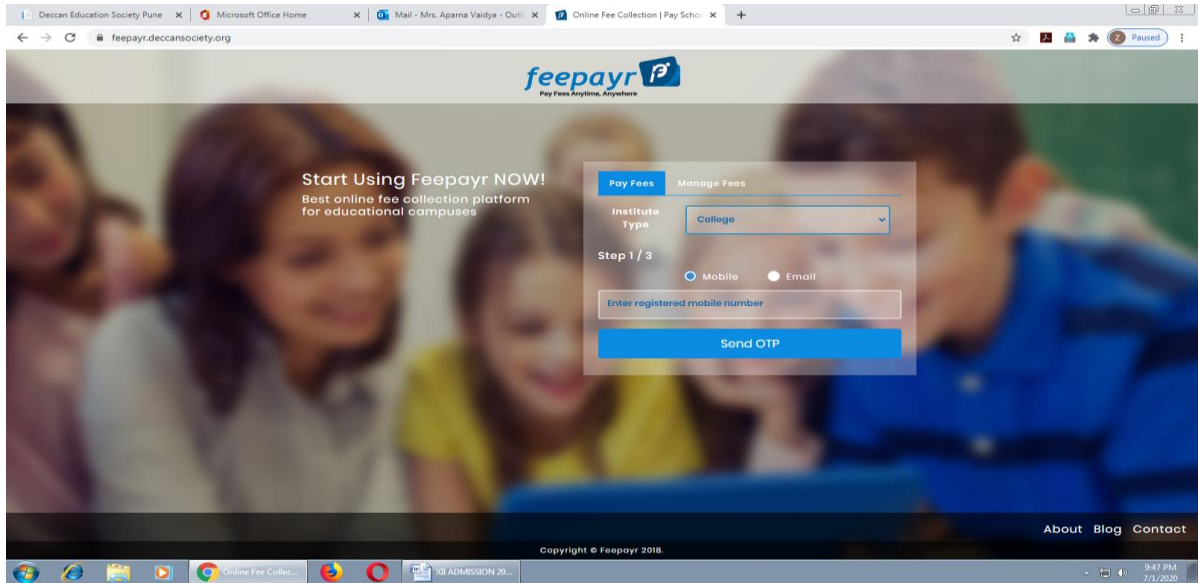 Deccan Education Society Pune
Microsoft Office Home
Mail - Mrs. Aparna Vaidya - Outl
Online Fee Collection | Pay Schoo
feepayr.deccansociety.org
Z Paused
feepayr
Pay Fees Anytime, Anywhere
Start Using Feepayr NOW!
Best online fee collection platform
for educational campuses
Pay Fees Manage Fees
Institute
Type
College
Step 1 / 3
Mobile Email
Enter registered mobile number
Send OTP
About Blog Contact
Copyright © Feepayr 2018.
Online Fee Collec...
XII ADMISSION 20...
9:47 PM
7/1/2020